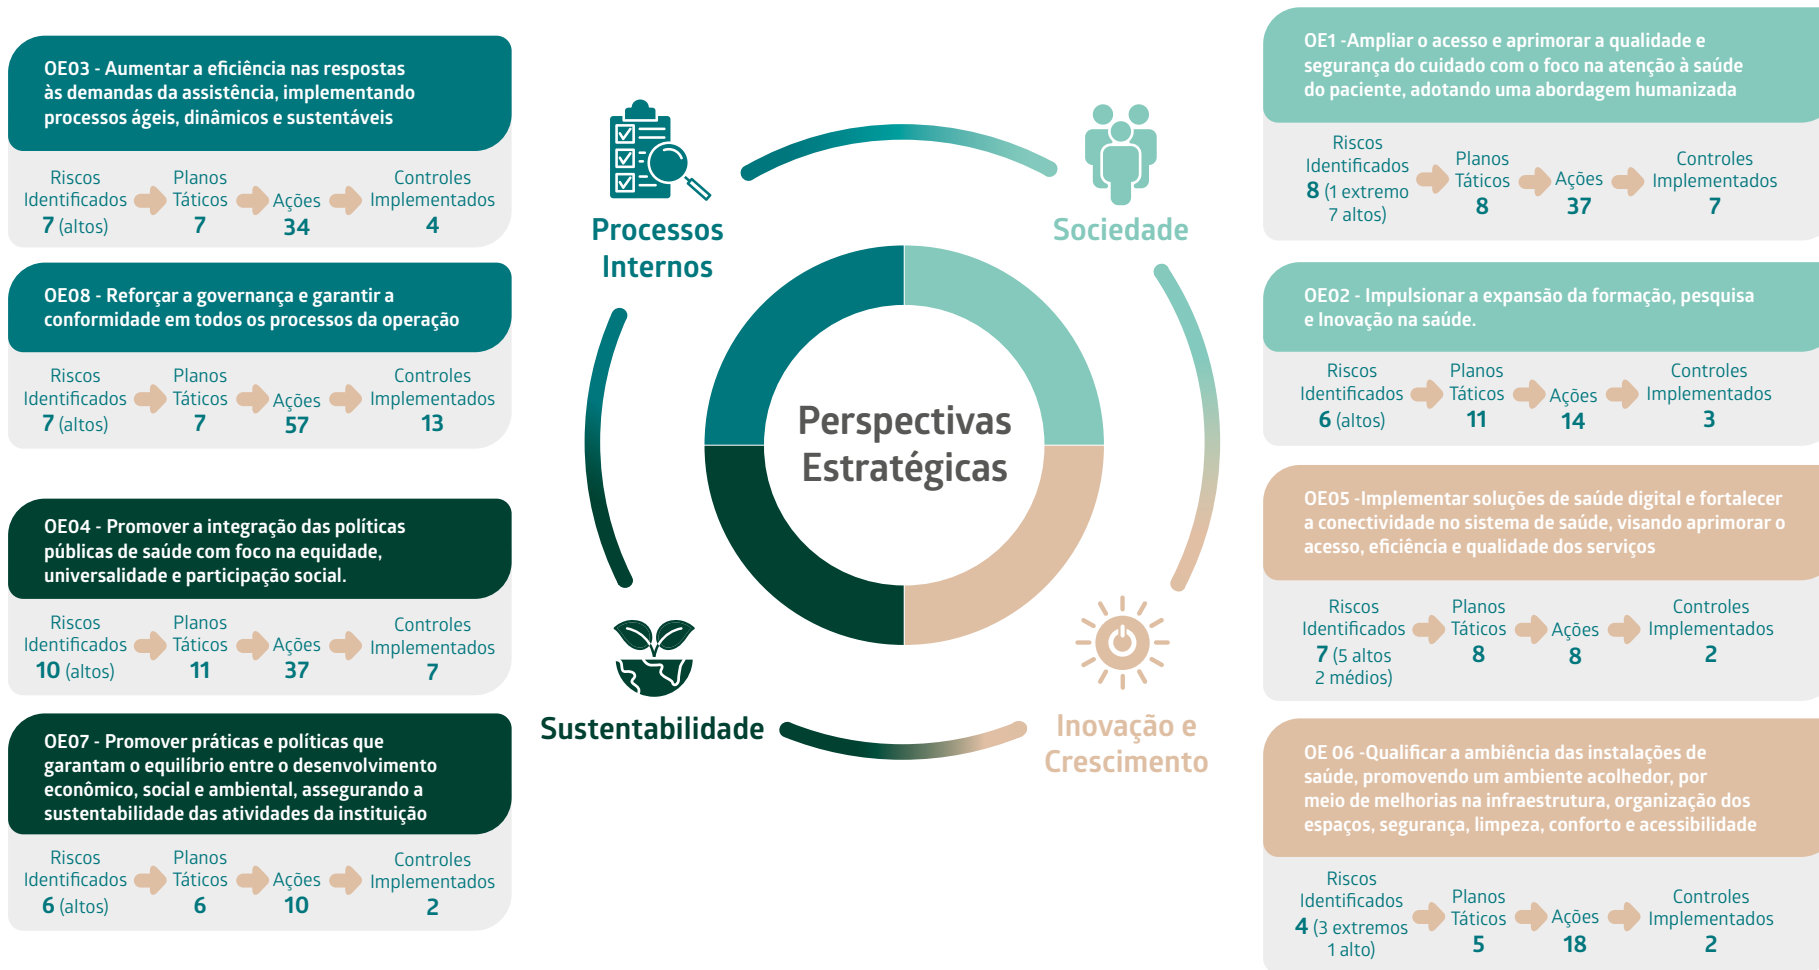 OE03 - Aumentar a eficiência nas respostas
às demandas da assistência, implementando
processos ágeis, dinâmicos e sustentáveis
Riscos
Identificados
7 (altos)
Planos
Táticos
7
Ações
34
Controles
Implementados
4
OE08 - Reforçar a governança e garantir a
conformidade em todos os processos da operação
Riscos
Identificados
7 (altos)
Planos
Táticos
7
Ações
57
Controles
Implementados
13
OE04 - Promover a integração das políticas
públicas de saúde com foco na equidade,
universalidade e participação social.
Riscos
Identificados
10 (altos)
Planos
Táticos
11
Ações
37
Controles
Implementados
7
OE07 - Promover práticas e políticas que
garantam o equilíbrio entre o desenvolvimento
econômico, social e ambiental, assegurando a
sustentabilidade das atividades da instituição
Riscos
Identificados
6 (altos)
Planos
Táticos
6
Ações
10
Controles
Implementados
2
Processos
Internos
Sociedade
Perspectivas
Estratégicas
Sustentabilidade
Inovação e
Crescimento
OE1 -Ampliar o acesso e aprimorar a qualidade e
segurança do cuidado com o foco na atenção à saúde
do paciente, adotando uma abordagem humanizada
Riscos
Identificados
8 (1 extremo
7 altos)
Planos
Táticos
8
Ações
37
Controles
Implementados
7
OE02 - Impulsionar a expansão da formação, pesquisa
e Inovação na saúde.
Riscos
Identificados
6 (altos)
Planos
Táticos
11
Ações
14
Controles
Implementados
3
OE05 -Implementar soluções de saúde digital e fortalecer
a conectividade no sistema de saúde, visando aprimorar o
acesso, eficiência e qualidade dos serviços
Riscos
Identificados
7 (5 altos
2 médios)
Planos
Táticos
8
Ações
8
Controles
Implementados
2
OE 06 -Qualificar a ambiência das instalações de
saúde, promovendo um ambiente acolhedor, por
meio de melhorias na infraestrutura, organização dos
espaços, segurança, limpeza, conforto e acessibilidade
Riscos
Identificados
4 (3 extremos
1 alto)
Planos
Táticos
5
Ações
18
Controles
Implementados
2